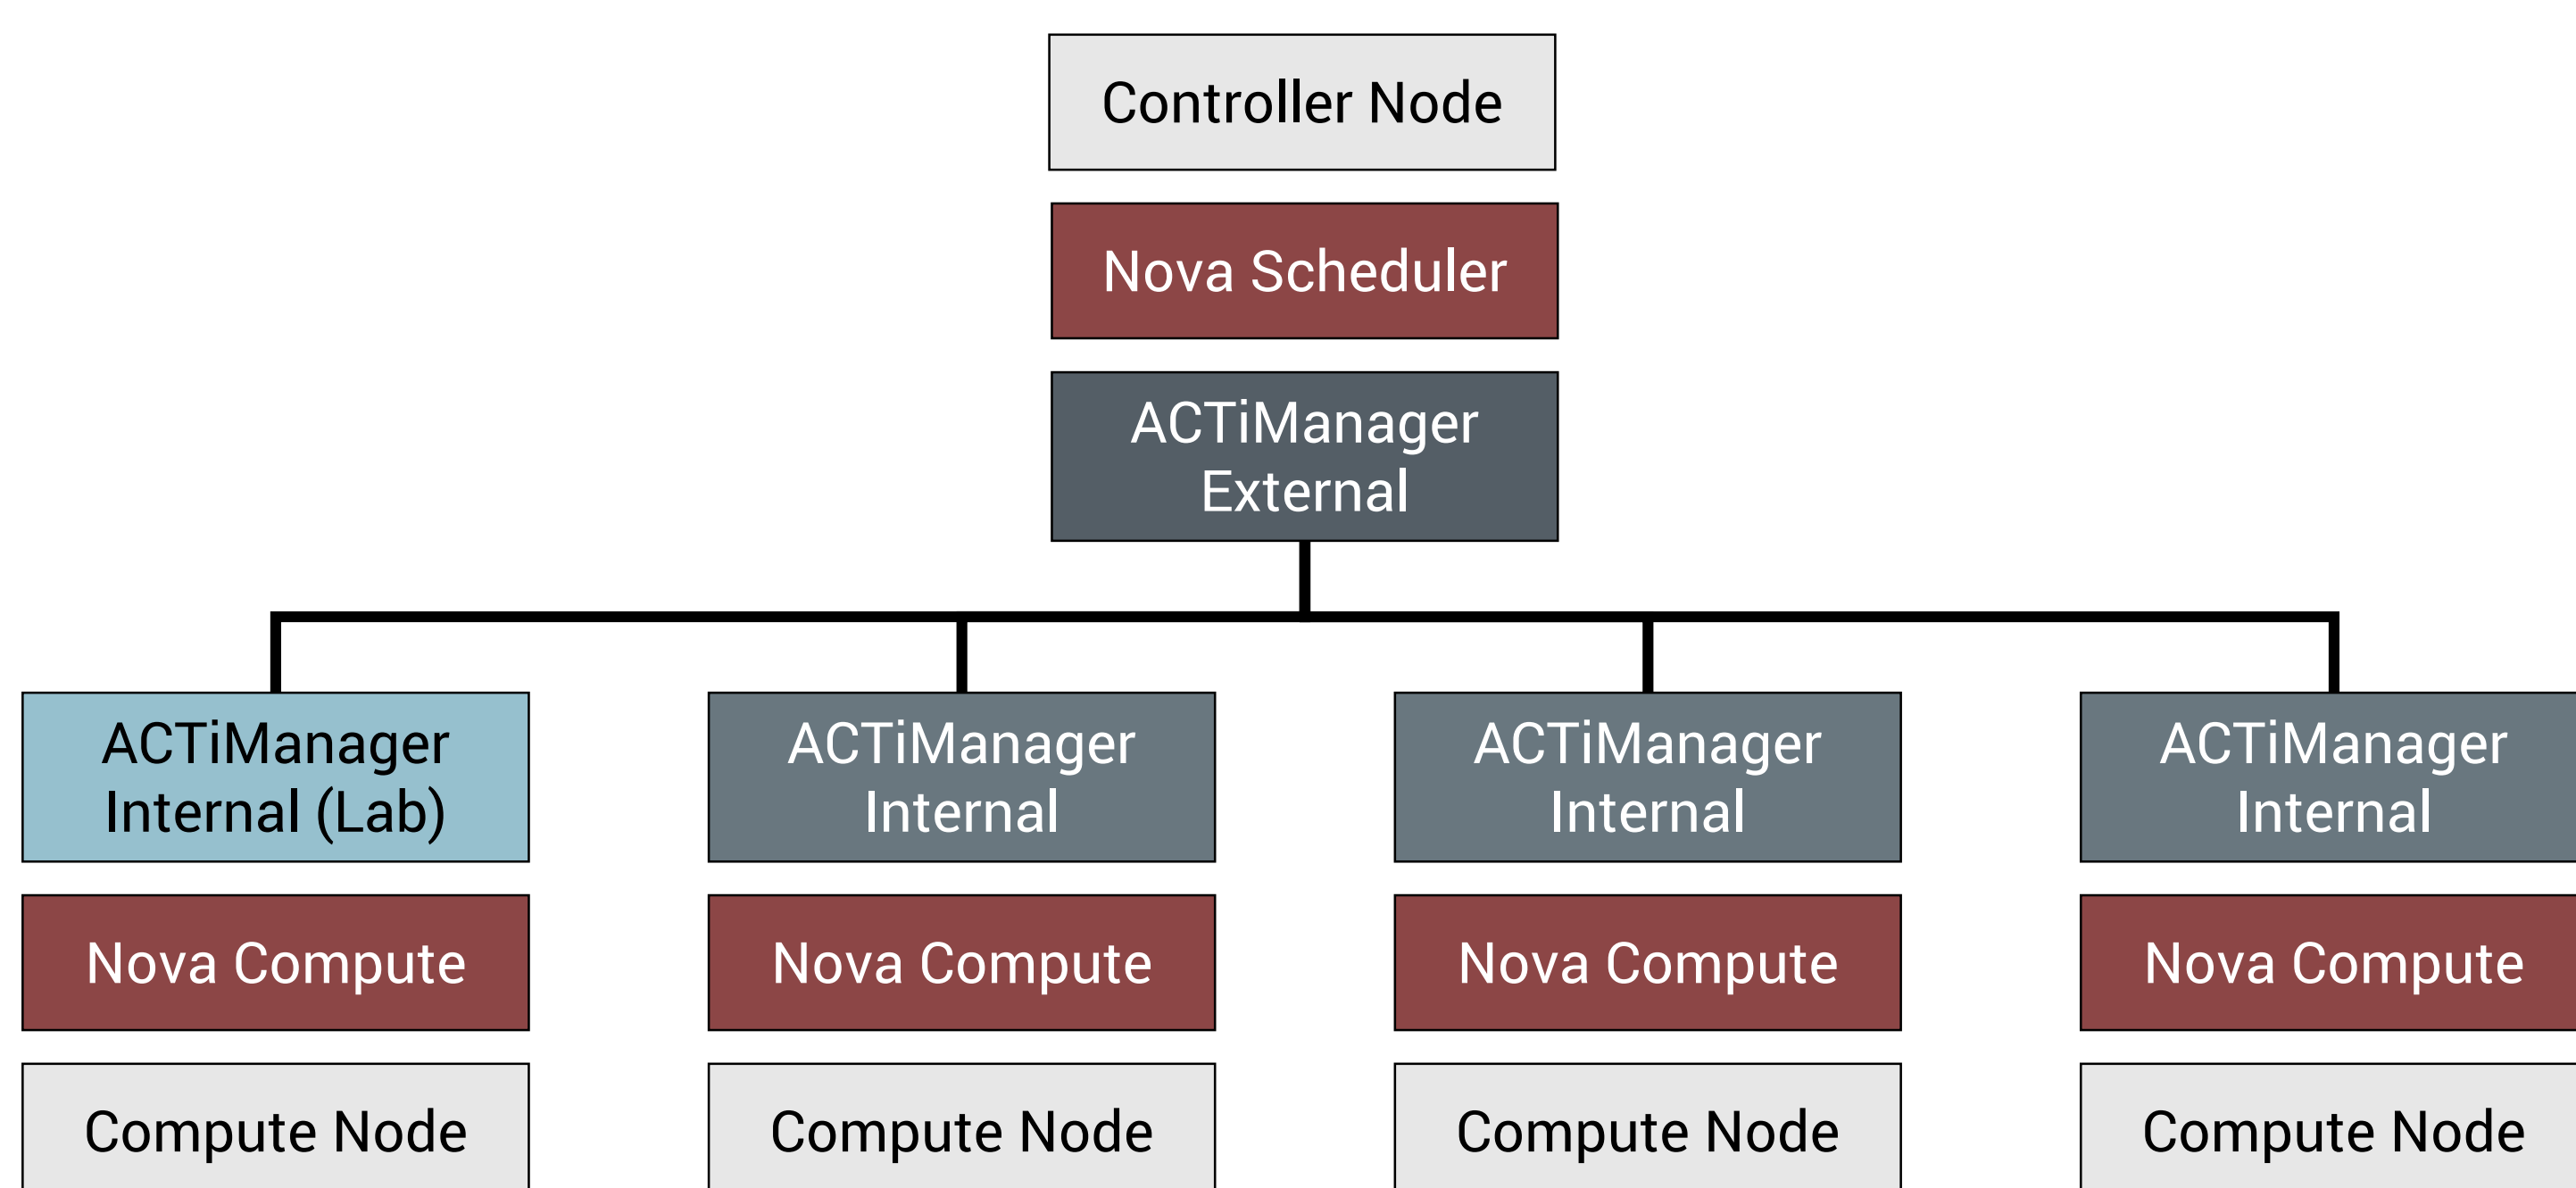 Controller Node
Nova Scheduler
ACTiManager
External
ACTiManager
Internal (Lab)
ACTiManager
Internal
ACTiManager
Internal
ACTiManager
Internal
Nova Compute
Nova Compute
Nova Compute
Nova Compute
Compute Node
Compute Node
Compute Node
Compute Node